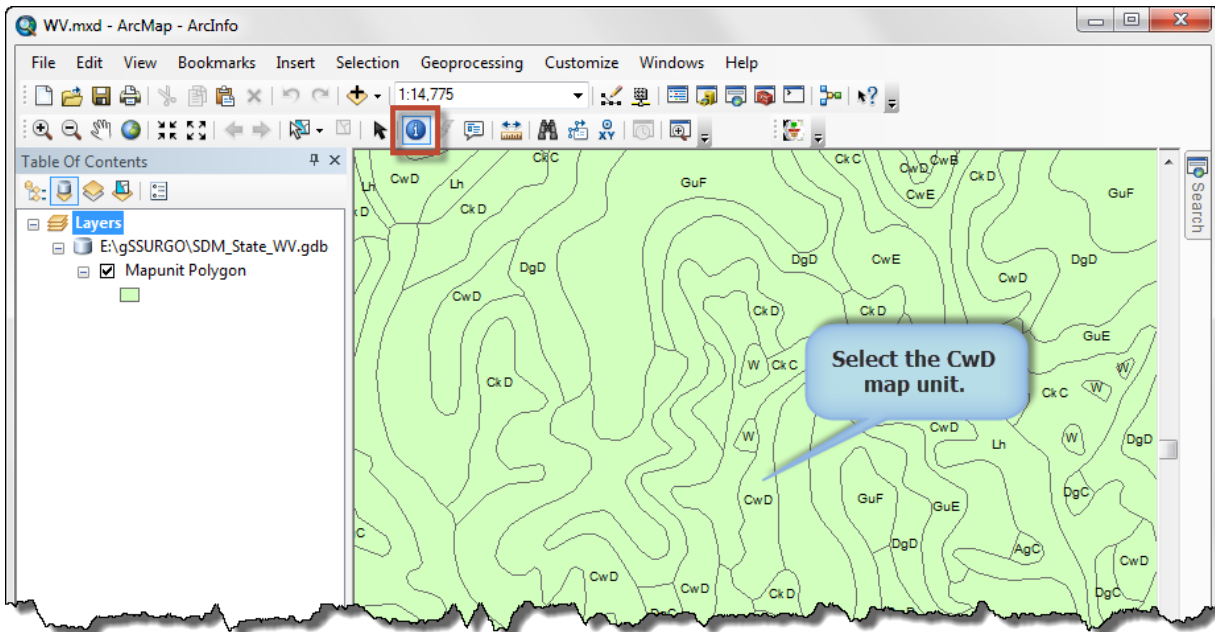 WV.mxd - ArcMap - ArcInfo
File Edit View Bookmarks Insert Selection Geoprocessing Customize Windows Help
1:14,775
XY
Table Of Contents
Layers
E:\gSSURGO\SDM_State_WV.gdb
Mapunit Polygon
Search
CkC
CkC
CwD
CwB
Lh
CwD
Lh
GuF
CwE
CkD
GuF
CkD
DgD
DgD
CwE
DgD
CwD
CwD
CkD
CkD
GuE
Select the CwD
map unit.
W
CkC
W
CkD
CkC
W
W
CwD
Lh
W
DgD
CwD
GuF
GuE
DgC
C
DgD
AgC
CwD
CwD
CwD
CkD
DgC